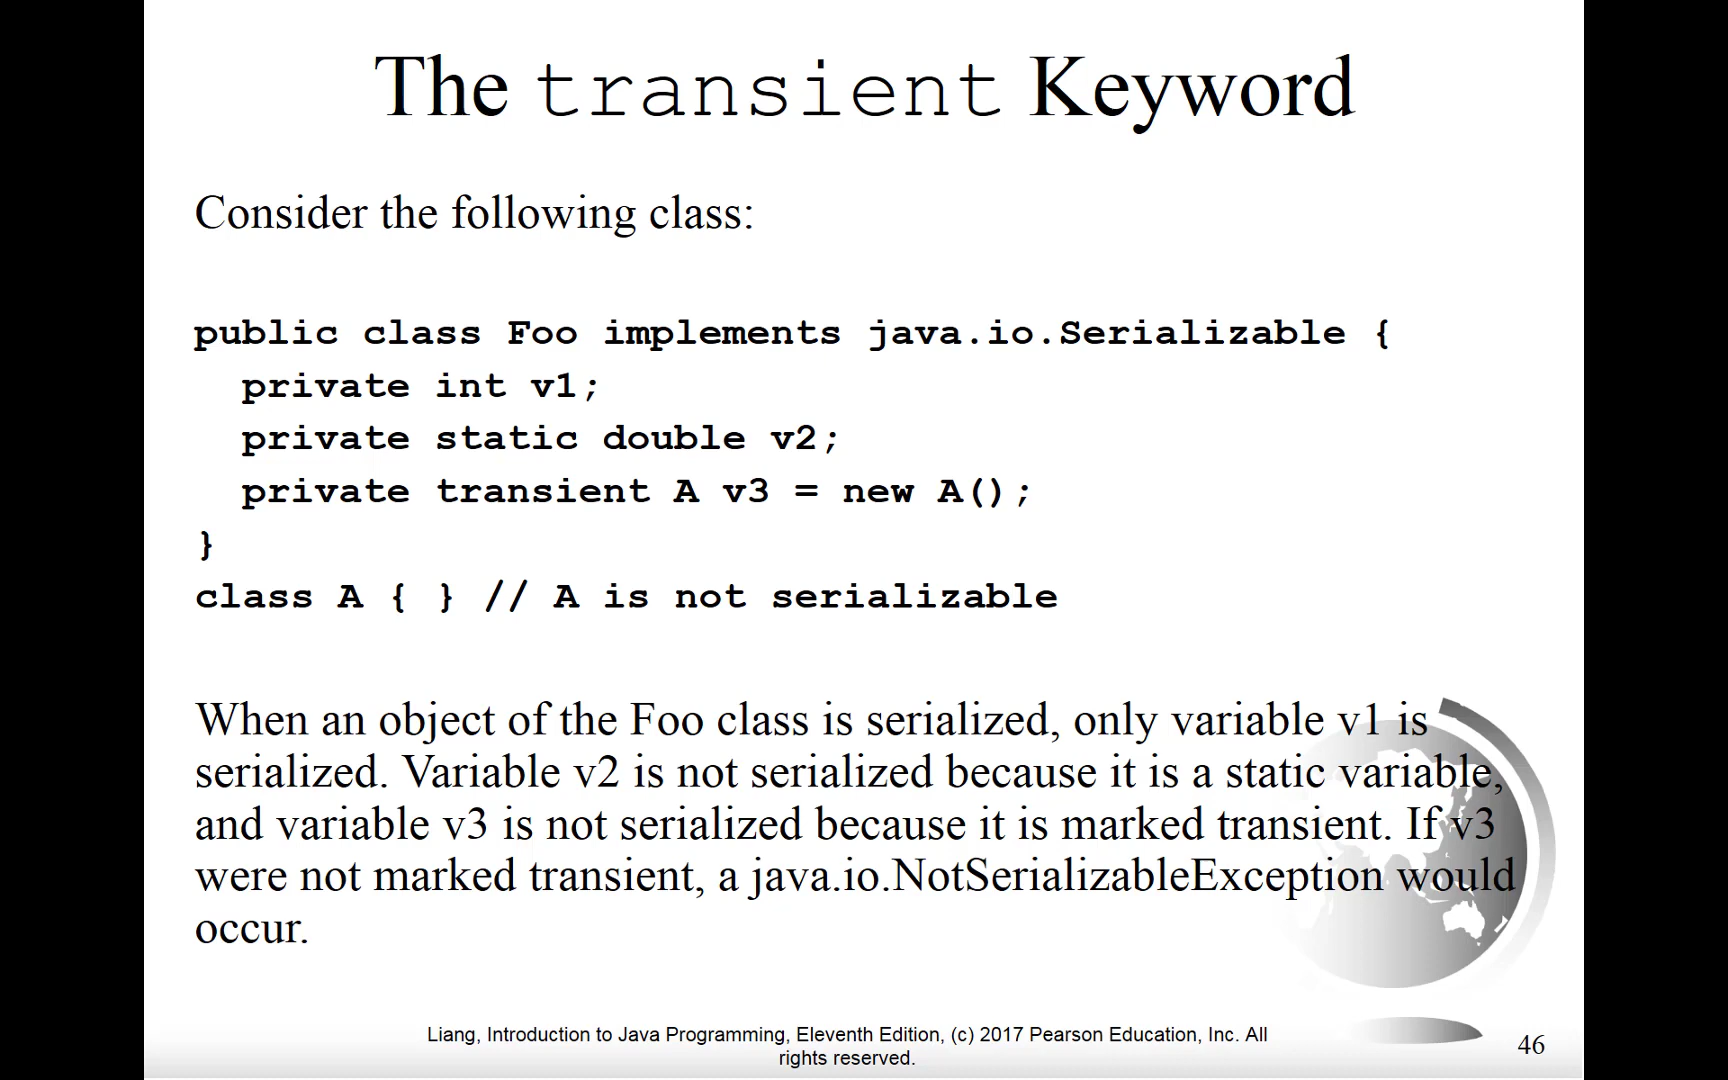 The transient Keyword
Consider the following class:
public class Foo implements java.io.Serializable {
private int v1;
private static double v2;
private transient A v3 = new A();
}
class A { } // A is not serializable
When an object of the Foo class is serialized, only variable v1 is
serialized. Variable v2 is not serialized because it is a static variable,
and variable v3 is not serialized because it is marked transient. If v3
were not marked transient, a java.io.NotSerializableException would
occur.
Liang, Introduction to Java Programming, Eleventh Edition, (c) 2017 Pearson Education, Inc. All
rights reserved.
46